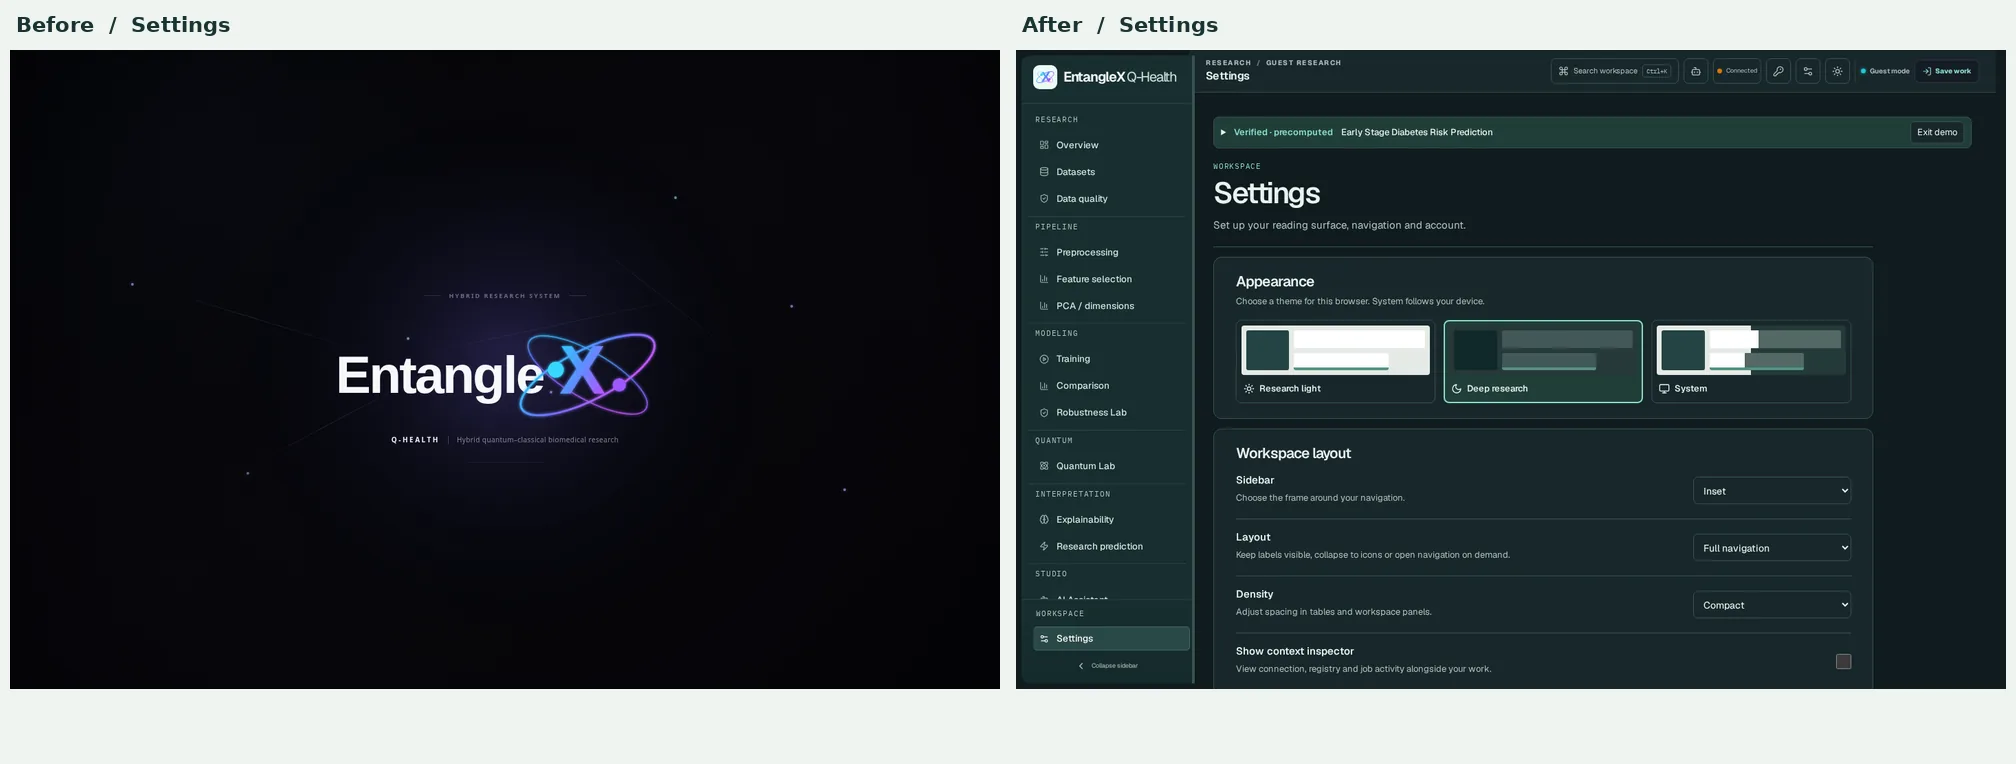 Before / Settings
HYBRID RESEARCH SYSTEM
EntangleX
Q-HEALTH | Hybrid quantum-classical biomedical research
After / Settings
EntangleX Q-Health
RESEARCH
Overview
Datasets
Data quality
PIPELINE
Preprocessing
Feature selection
PCA / dimensions
MODELING
Training
Comparison
Robustness Lab
QUANTUM
Quantum Lab
INTERPRETATION
Explainability
Research prediction
STUDIO
AI Assistant
WORKSPACE
Settings
Collapse sidebar
RESEARCH / GUEST RESEARCH
Settings
Search workspace Ctrl+K
Connected
Guest mode
Save work
Verified · precomputed Early Stage Diabetes Risk Prediction
Exit demo
WORKSPACE
Settings
Set up your reading surface, navigation and account.
Appearance
Choose a theme for this browser. System follows your device.
Research light
Deep research
System
Workspace layout
Sidebar
Choose the frame around your navigation.
Inset
Layout
Keep labels visible, collapse to icons or open navigation on demand.
Full navigation
Density
Adjust spacing in tables and workspace panels.
Compact
Show context inspector
View connection, registry and job activity alongside your work.